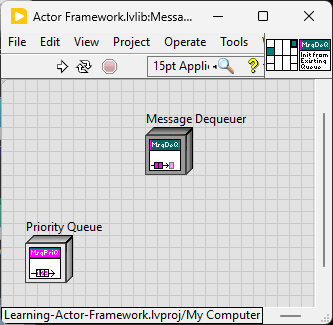 Actor Framework.lvlib:Messa...
File Edit View Project Operate Tools W
15pt Applic
?
MsgDeQ
Init from
Existing
Queue
Message Dequeuer
MsgDeQ
Priority Queue
MsgPriQ
Learning-Actor-Framework.lvproj/My Computer